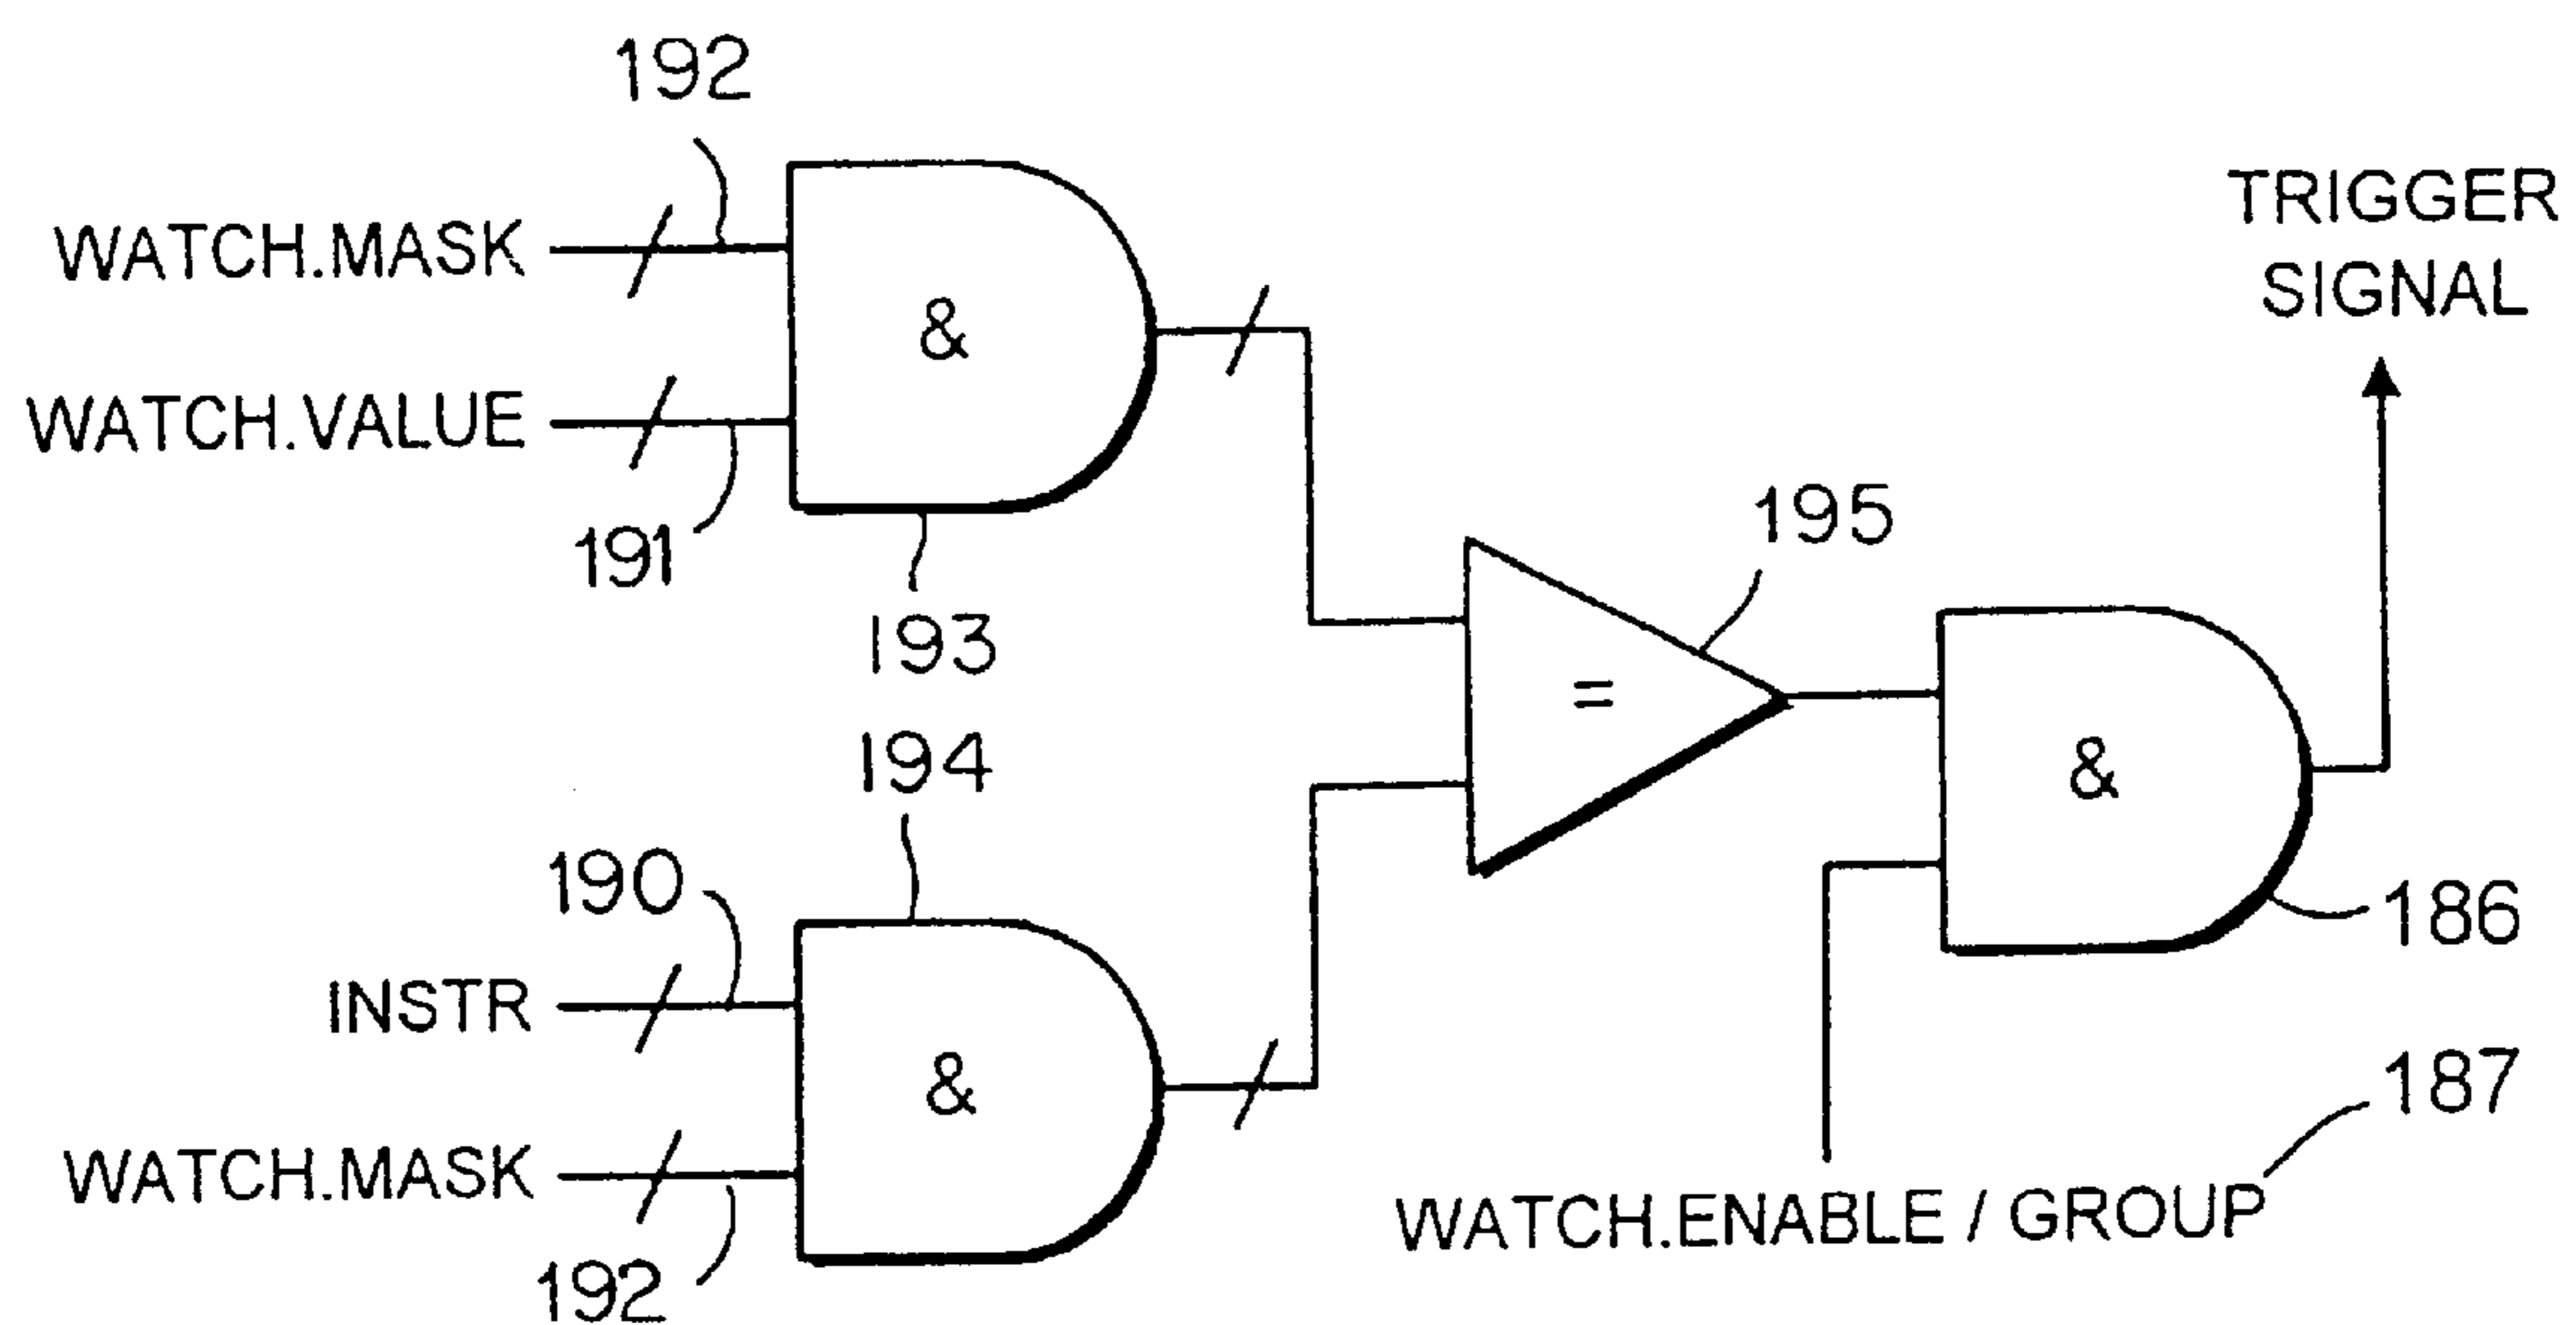 192
WATCH.MASK
&
WATCH.VALUE
191
193
TRIGGER
SIGNAL
195
=
194
190
INSTR
&
WATCH.MASK
192
&
186
187
WATCH.ENABLE / GROUP